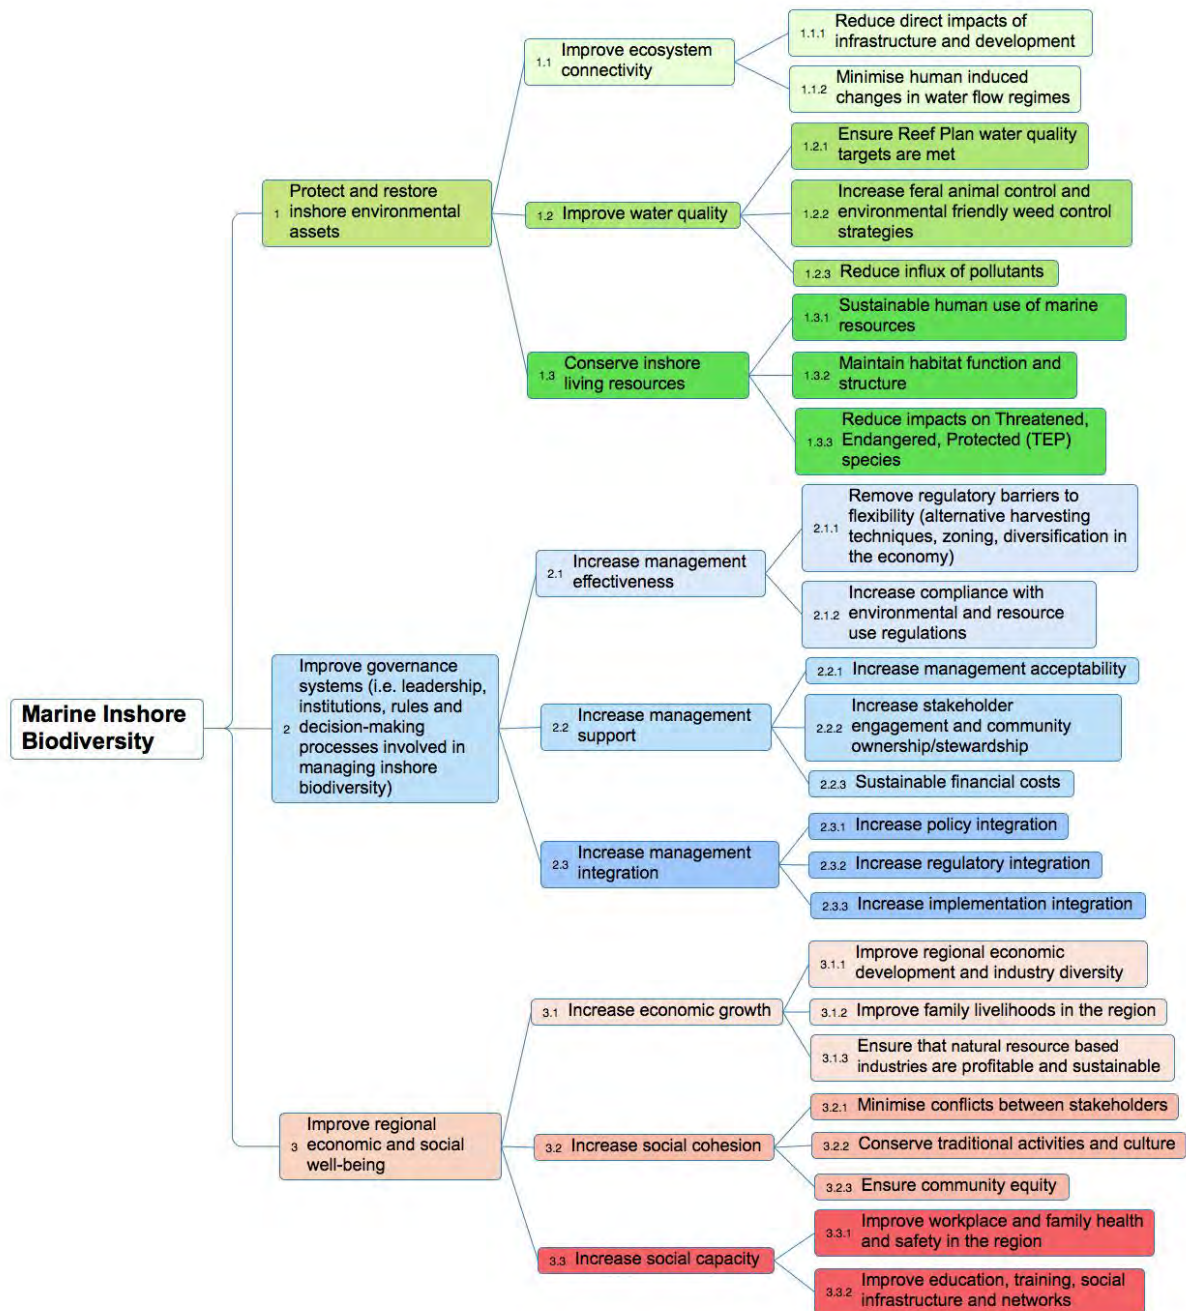 Marine Inshore
Biodiversity
1 Protect and restore
inshore environmental
assets
1.1 Improve ecosystem
connectivity
1.1.1 Reduce direct impacts of
infrastructure and development
1.1.2 Minimise human induced
changes in water flow regimes
1.2 Improve water quality
1.2.1 Ensure Reef Plan water quality
targets are met
1.2.2 Increase feral animal control and
environmental friendly weed control
strategies
1.2.3 Reduce influx of pollutants
1.3 Conserve inshore
living resources
1.3.1 Sustainable human use of marine
resources
1.3.2 Maintain habitat function and
structure
1.3.3 Reduce impacts on Threatened,
Endangered, Protected (TEP)
species
2 Improve governance
systems (i.e. leadership,
institutions, rules and
decision-making
processes involved in
managing inshore
biodiversity)
2.1 Increase management
effectiveness
2.1.1 Remove regulatory barriers to
flexibility (alternative harvesting
techniques, zoning, diversification in
the economy)
2.1.2 Increase compliance with
environmental and resource
use regulations
2.2 Increase management
support
2.2.1 Increase management acceptability
2.2.2 Increase stakeholder
engagement and community
ownership/stewardship
2.2.3 Sustainable financial costs
2.3 Increase management
integration
2.3.1 Increase policy integration
2.3.2 Increase regulatory integration
2.3.3 Increase implementation integration
3 Improve regional
economic and social
well-being
3.1 Increase economic growth
3.1.1 Improve regional economic
development and industry diversity
3.1.2 Improve family livelihoods in the region
3.1.3 Ensure that natural resource based
industries are profitable and sustainable
3.2 Increase social cohesion
3.2.1 Minimise conflicts between stakeholders
3.2.2 Conserve traditional activities and culture
3.2.3 Ensure community equity
3.3 Increase social capacity
3.3.1 Improve workplace and family health
and safety in the region
3.3.2 Improve education, training, social
infrastructure and networks